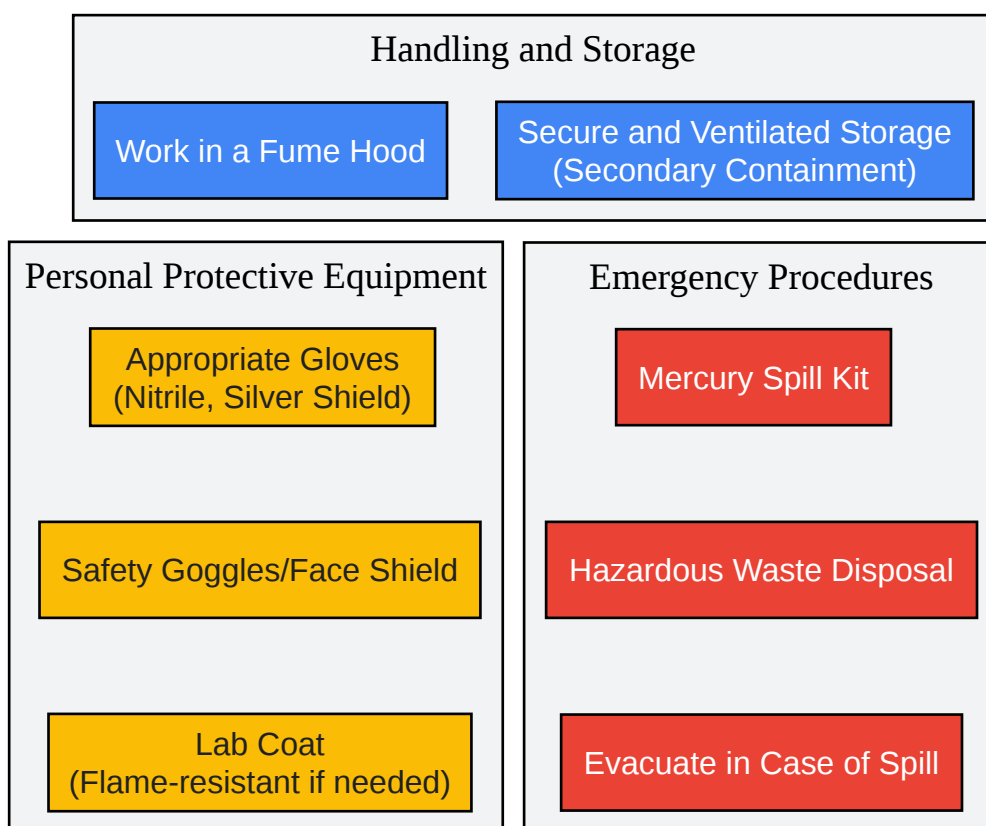 Handling and Storage
Work in a Fume Hood
Secure and Ventilated Storage
(Secondary Containment)
Personal Protective Equipment
Appropriate Gloves
(Nitrile, Silver Shield)
Safety Goggles/Face Shield
Lab Coat
(Flame-resistant if needed)
Emergency Procedures
Mercury Spill Kit
Hazardous Waste Disposal
Evacuate in Case of Spill